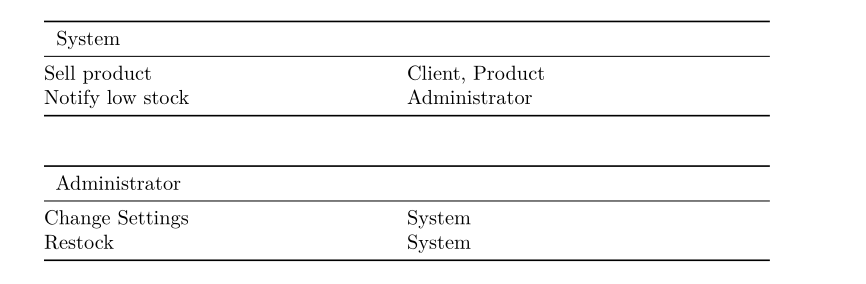 System
Sell product Client, Product
Notify low stock Administrator
Administrator
Change Settings System
Restock System